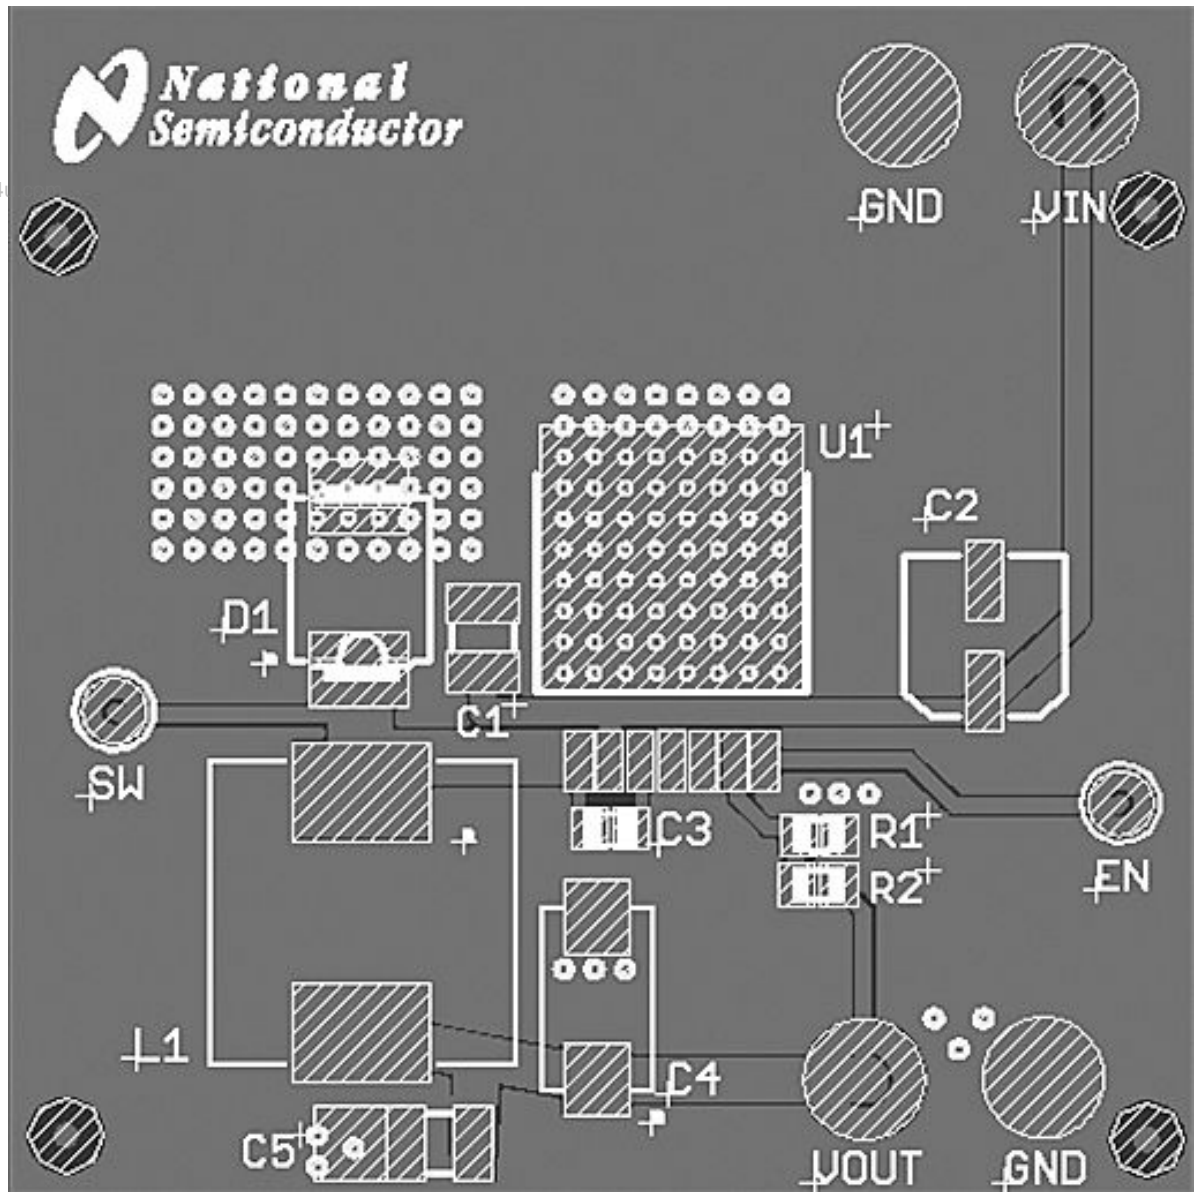 National
Semiconductor
GND
VIN
U1
C2
D1
C1
SW
C3
R1
R2
EN
L1
C4
C5
VOUT
GND